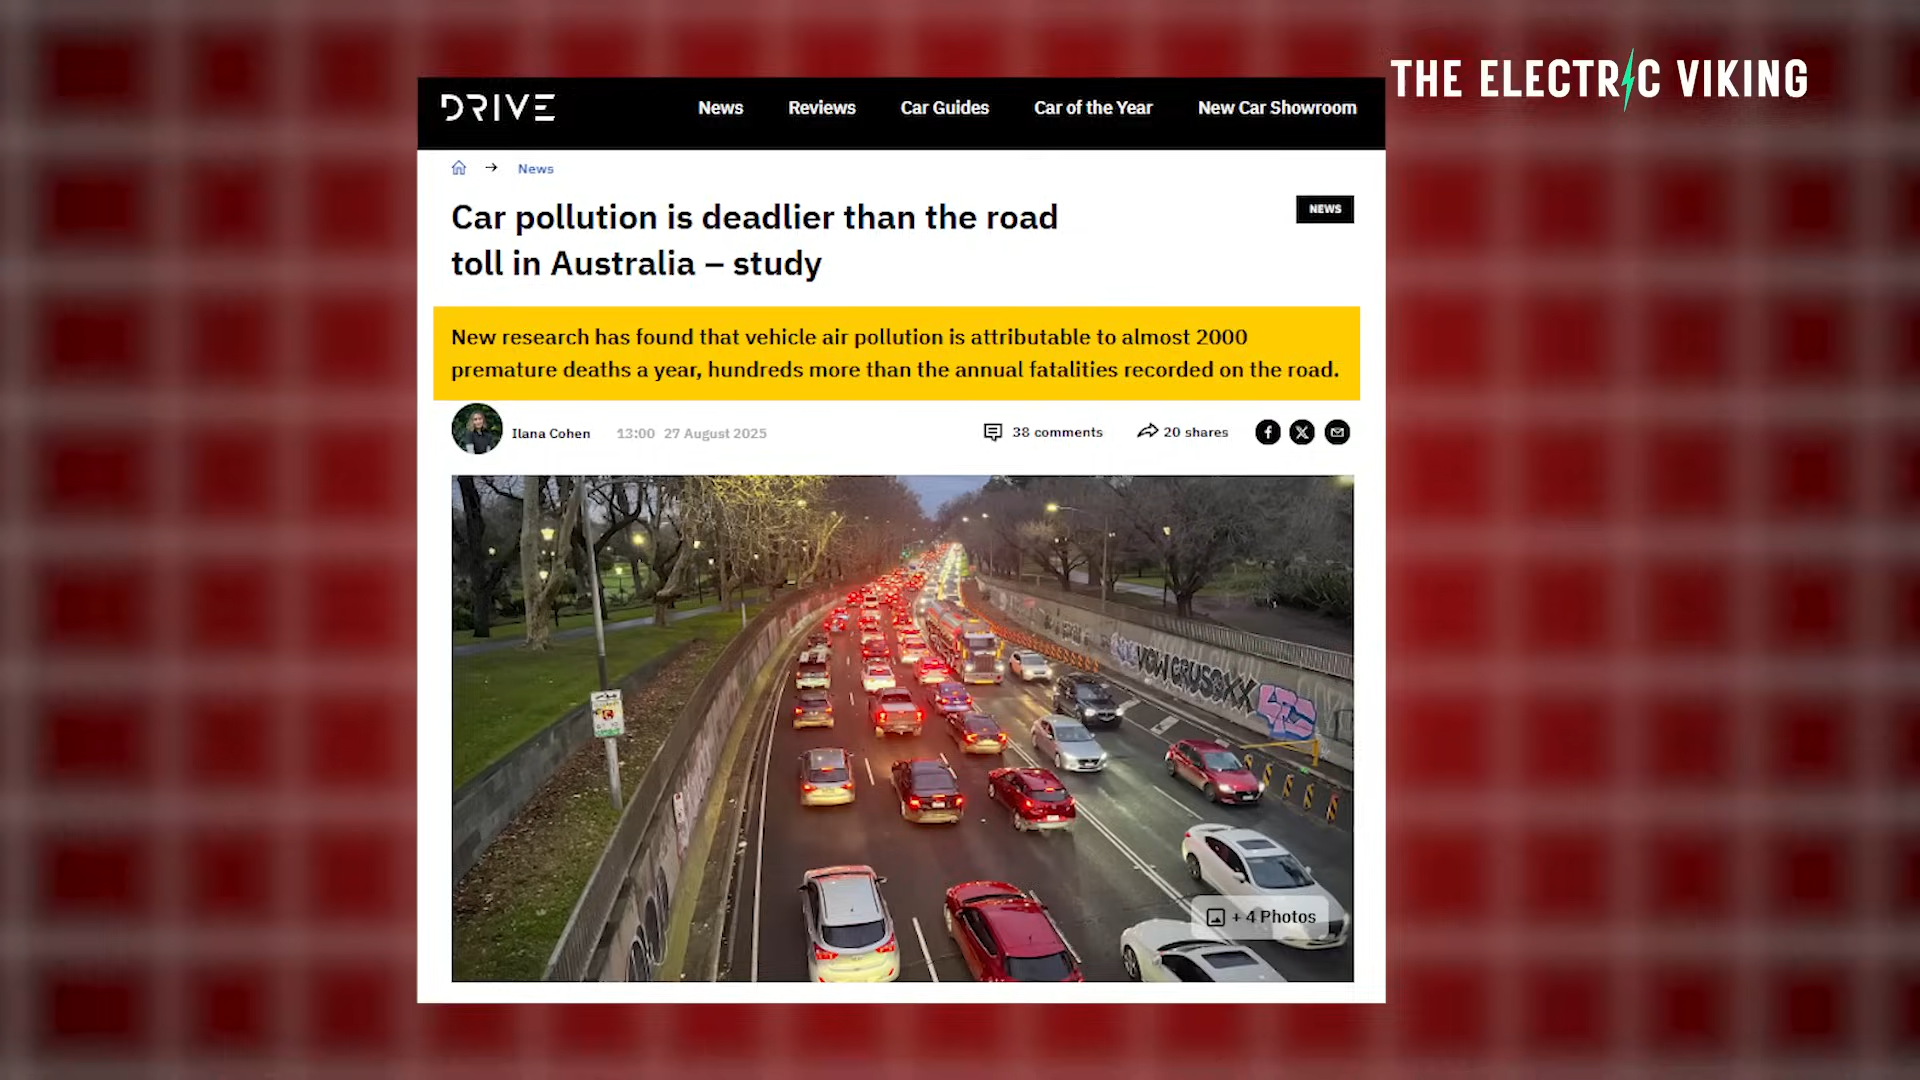 THE ELECTRIC VIKING
DRIVE
News
Reviews
Car Guides
Car of the Year
New Car Showroom
News
Car pollution is deadlier than the road
toll in Australia – study
NEWS
New research has found that vehicle air pollution is attributable to almost 2000
premature deaths a year, hundreds more than the annual fatalities recorded on the road.
Ilana Cohen
13:00 27 August 2025
38 comments
20 shares
+ 4 Photos